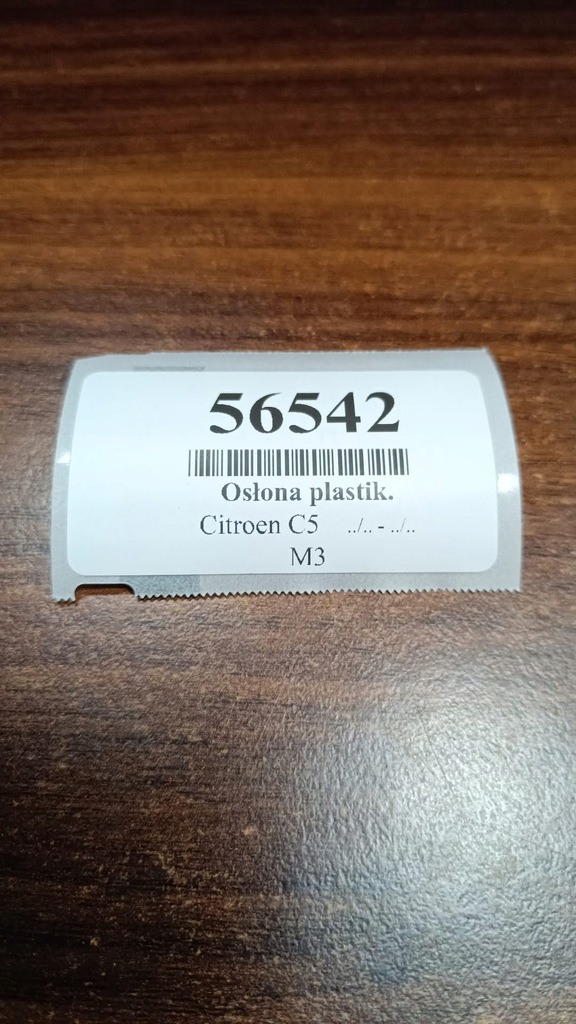 56542
Osłona plastik.
Citroen C5 ../.. - ../..
M3